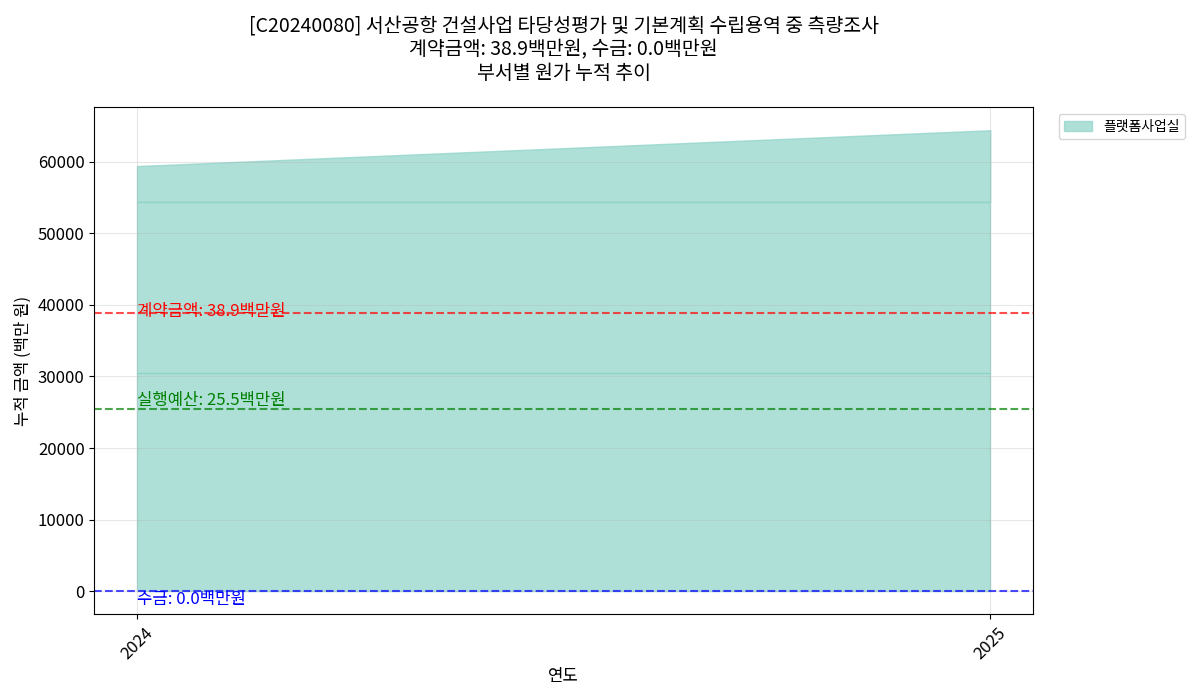 [C20240080] 서산공항 건설사업 타당성평가 및 기본계획 수립용역 중 측량조사
계약금액: 38.9백만원, 수금: 0.0백만원
부서별 원가 누적 추이
플랫폼사업실
누적 금액 (백만 원)
60000
50000
40000
30000
20000
10000
0
계약금액: 38.9백만원
실행예산: 25.5백만원
수금: 0.0백만원
2024
2025
연도